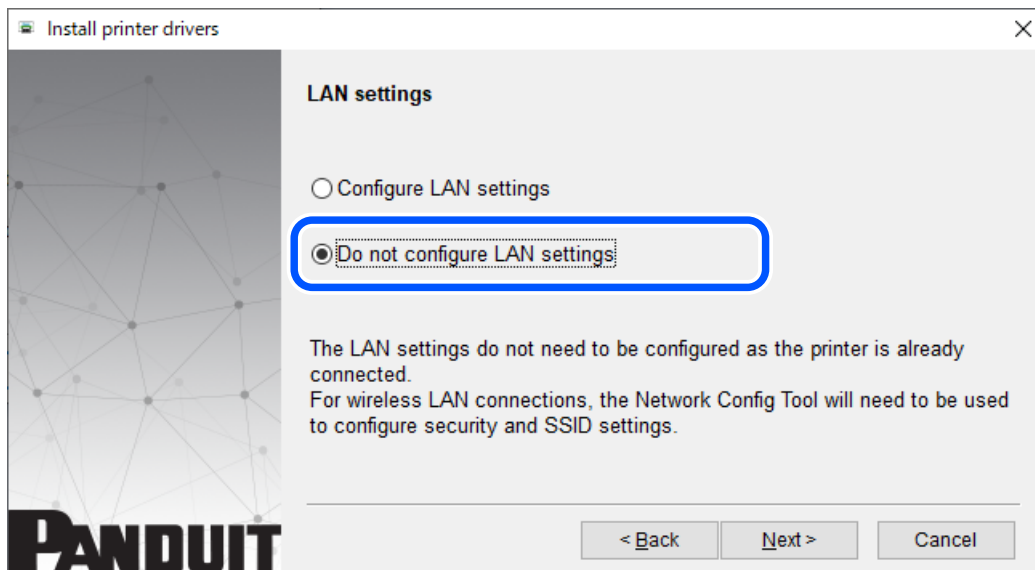 Install printer drivers
LAN settings
Configure LAN settings
Do not configure LAN settings
The LAN settings do not need to be configured as the printer is already
connected.
For wireless LAN connections, the Network Config Tool will need to be used
to configure security and SSID settings.
PANDUIT
< Back
Next >
Cancel